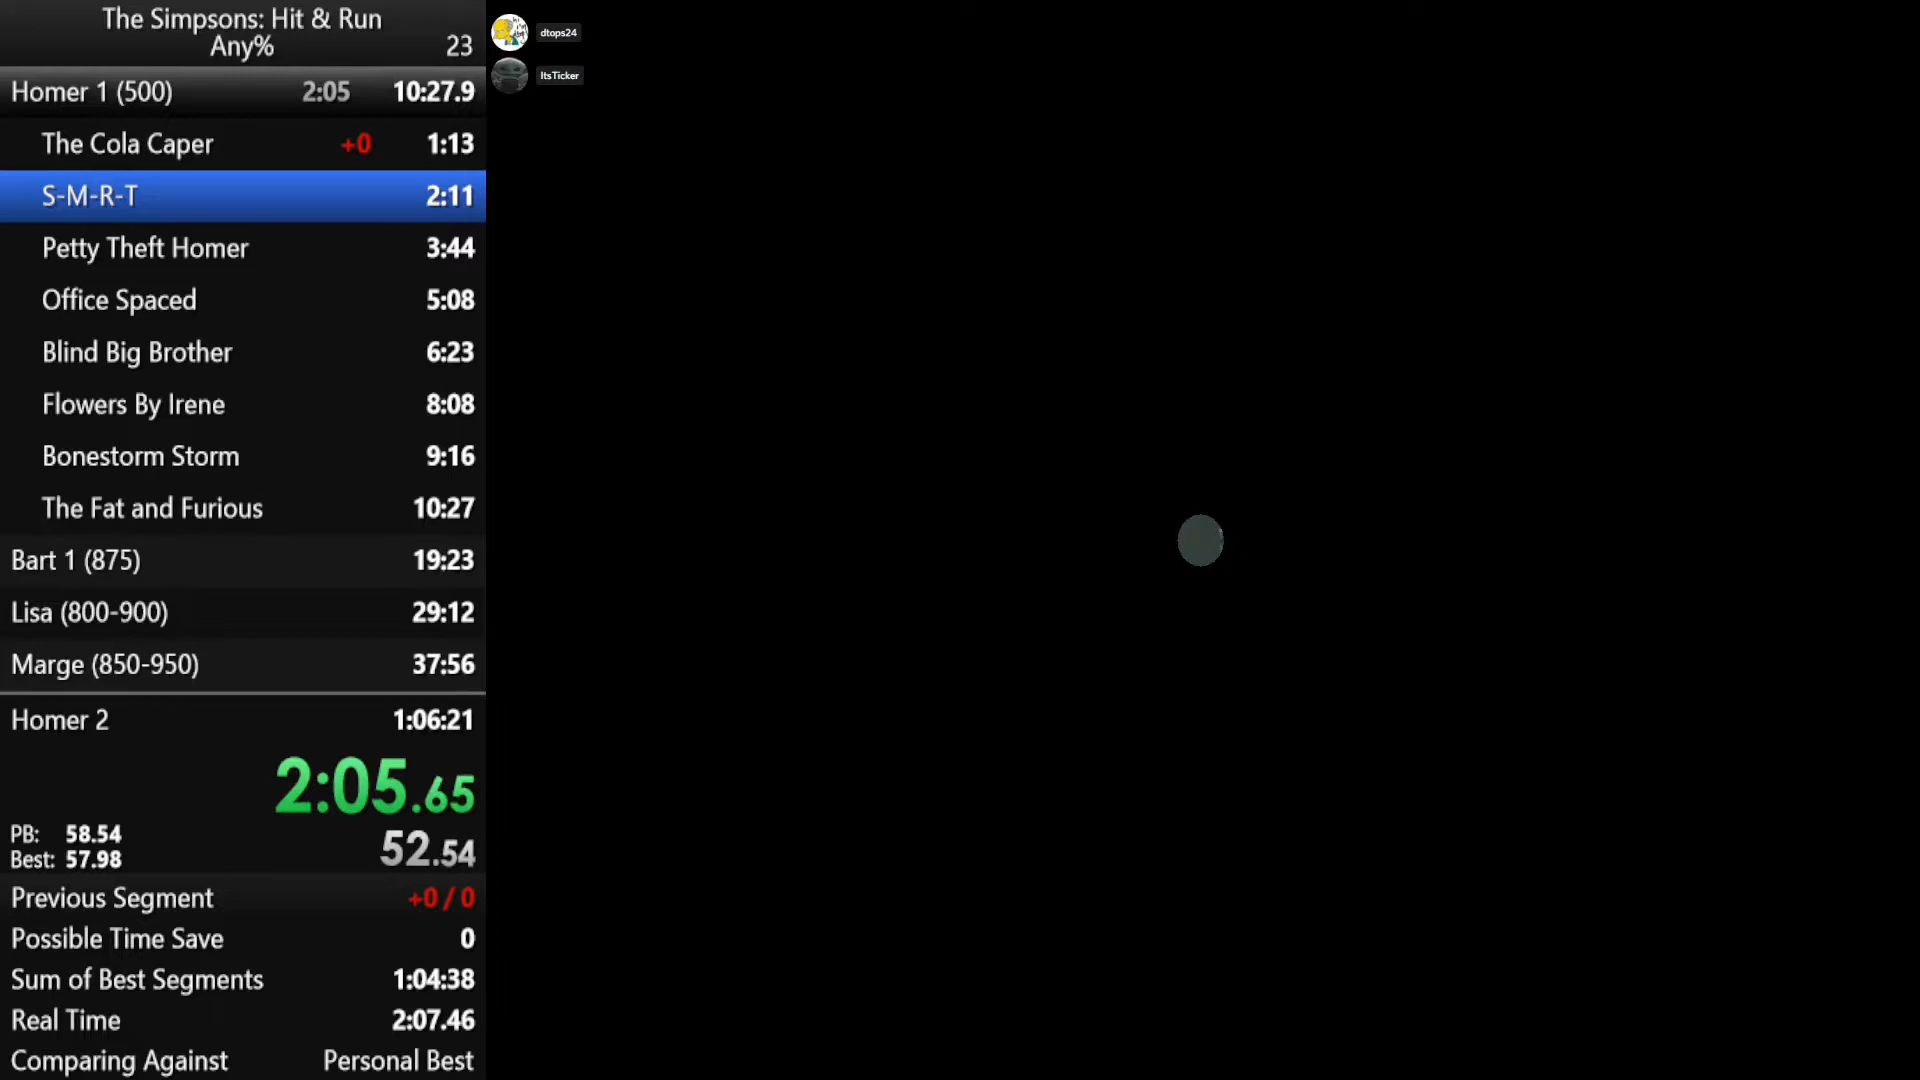 The Simpsons: Hit & Run
Any%
23
Homer 1 (500) 2:05 10:27.9
The Cola Caper +0 1:13
S-M-R-T 2:11
Petty Theft Homer 3:44
Office Spaced 5:08
Blind Big Brother 6:23
Flowers By Irene 8:08
Bonestorm Storm 9:16
The Fat and Furious 10:27
Bart 1 (875) 19:23
Lisa (800-900) 29:12
Marge (850-950) 37:56
Homer 2 1:06:21
2:05.65
PB: 58.54
52.54
Best: 57.98
Previous Segment +0 / 0
Possible Time Save 0
Sum of Best Segments 1:04:38
Real Time 2:07.46
Comparing Against Personal Best
dtops24
ItsTicker